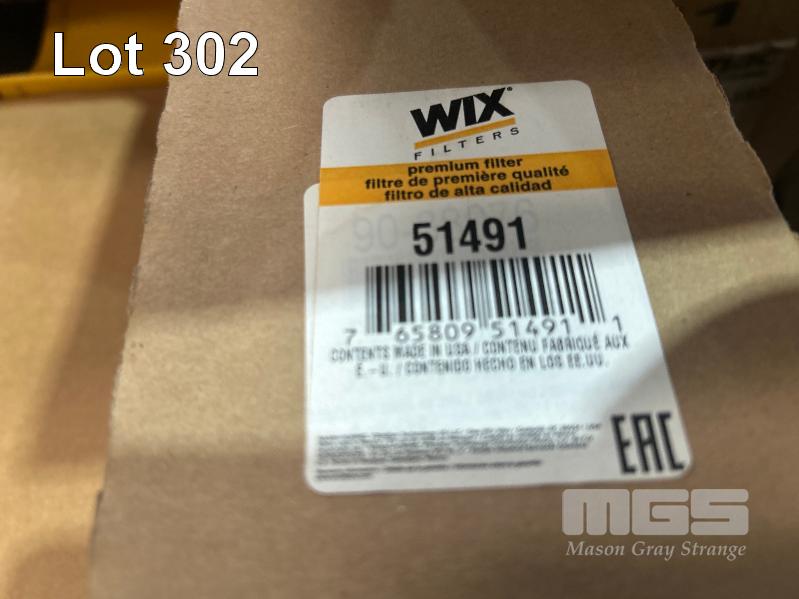 Lot 302
WIX
FILTERS
premium filter
filtre de première qualité
filtro de alta calidad
51491
7 65809 51491 1
CONTENTS MADE IN USA / CONTENU FABRIQUÉ AUX
É.-U. / CONTENIDO HECHO EN LOS EE.UU.
EAC
MGS
Mason Gray Strange